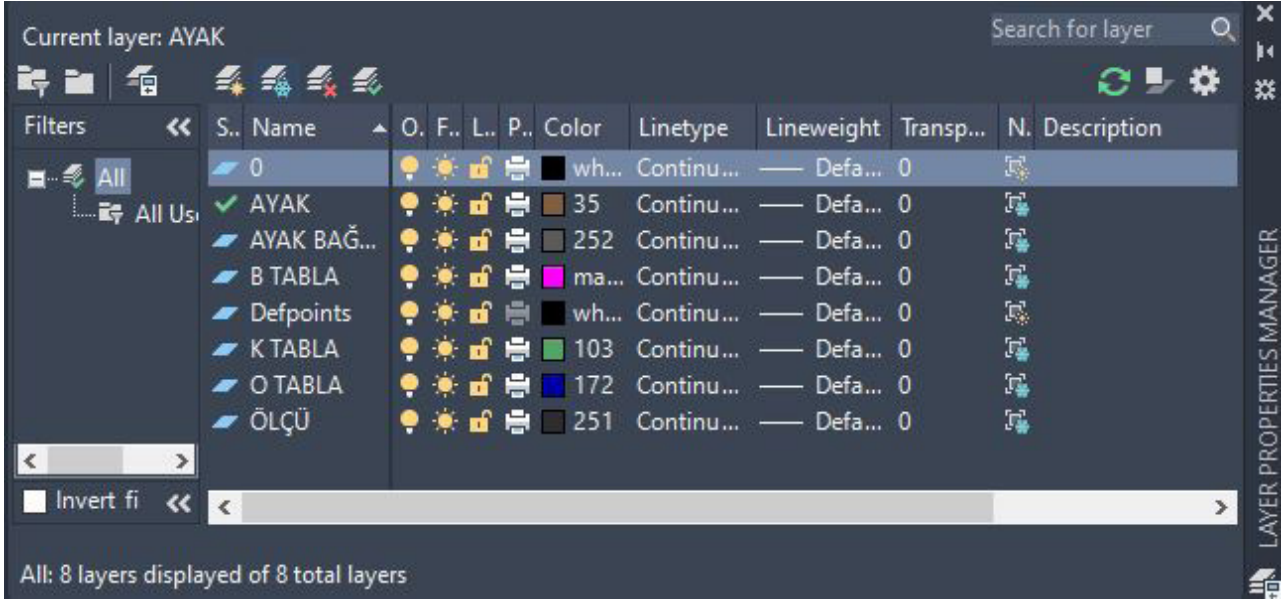 Current layer: AYAK
Search for layer
Filters
S.. Name O. F.. L.. P.. Color Linetype Lineweight Transp... N. Description
All
All Use
0 wh... Continu... Defa... 0
AYAK 35 Continu... Defa... 0
AYAK BAĞ... 252 Continu... Defa... 0
B TABLA ma... Continu... Defa... 0
Defpoints wh... Continu... Defa... 0
K TABLA 103 Continu... Defa... 0
O TABLA 172 Continu... Defa... 0
ÖLÇÜ 251 Continu... Defa... 0
Invert fi
All: 8 layers displayed of 8 total layers
LAYER PROPERTIES MANAGER